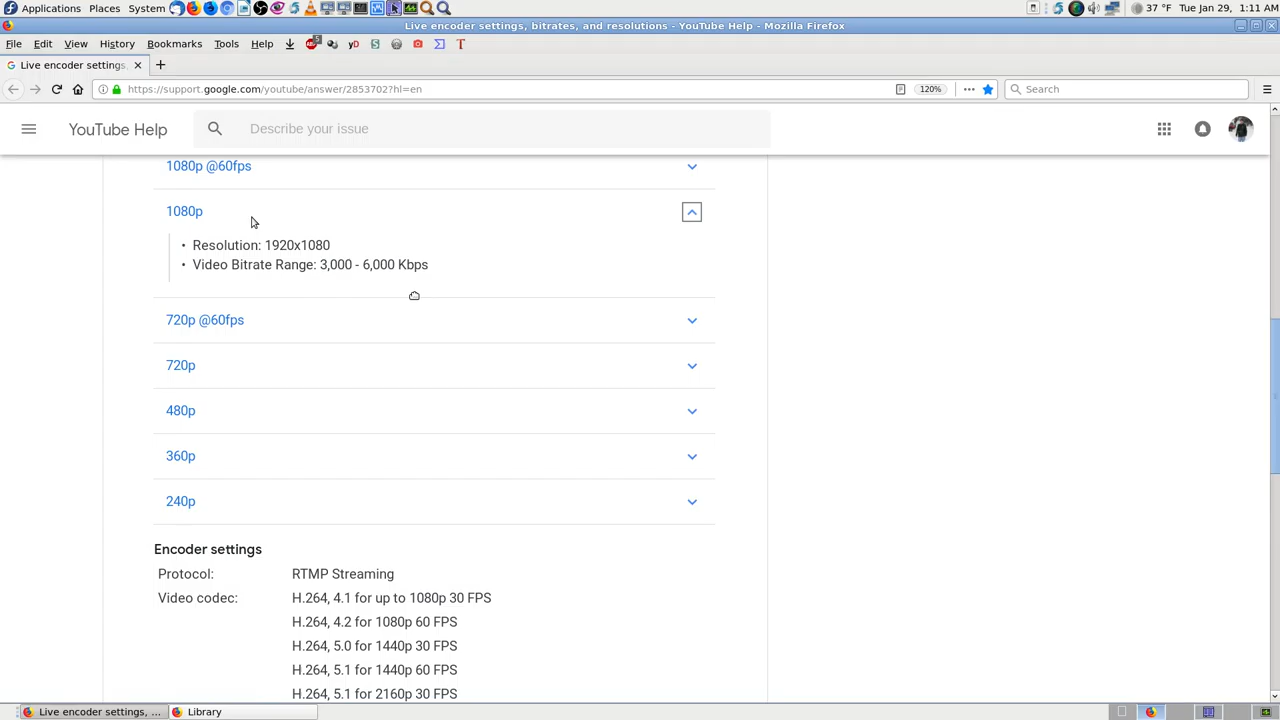 Applications Places System 37 °F Tue Jan 29, 1:11 AM
Live encoder settings, bitrates, and resolutions - YouTube Help - Mozilla Firefox
File Edit View History Bookmarks Tools Help
Live encoder settings,
https://support.google.com/youtube/answer/2853702?hl=en 120% Search
YouTube Help Describe your issue
1080p @60fps
1080p
• Resolution: 1920x1080
• Video Bitrate Range: 3,000 - 6,000 Kbps
720p @60fps
720p
480p
360p
240p
Encoder settings
Protocol: RTMP Streaming
Video codec: H.264, 4.1 for up to 1080p 30 FPS
H.264, 4.2 for 1080p 60 FPS
H.264, 5.0 for 1440p 30 FPS
H.264, 5.1 for 1440p 60 FPS
H.264, 5.1 for 2160p 30 FPS
Live encoder settings, ... Library